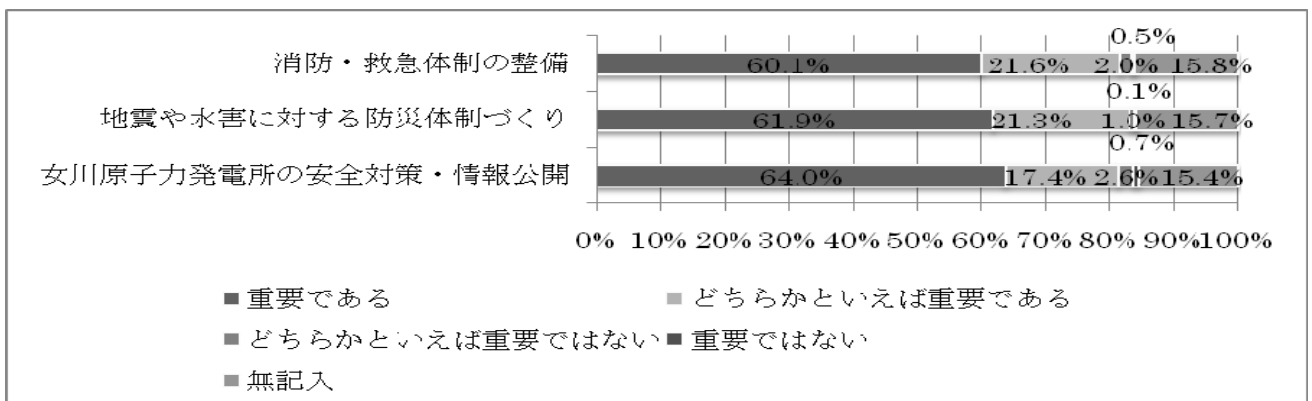 0.5%
消防・救急体制の整備 60.1% 21.6% 2.0% 15.8%
0.1%
地震や水害に対する防災体制づくり 61.9% 21.3% 1.0% 15.7%
0.7%
女川原子力発電所の安全対策・情報公開 64.0% 17.4% 2.6% 15.4%
0% 10% 20% 30% 40% 50% 60% 70% 80% 90% 100%
重要である どちらかといえば重要である
どちらかといえば重要ではない 重要ではない
無記入